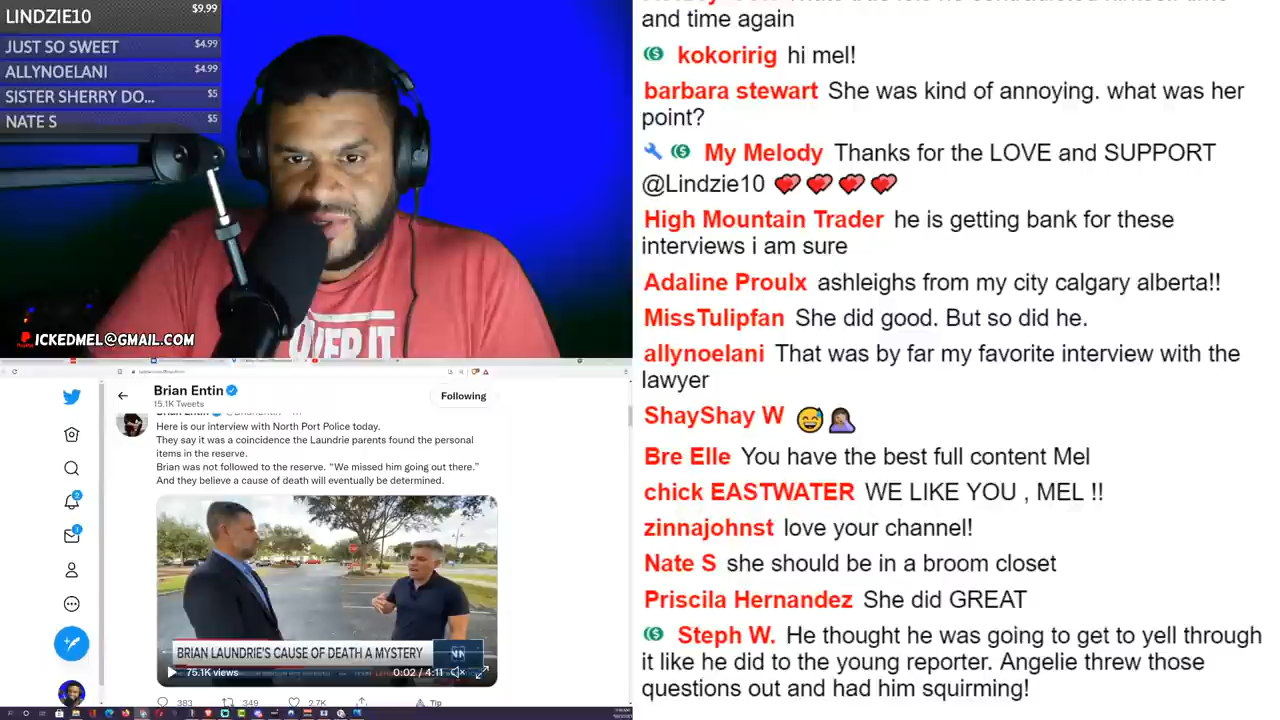 LINDZIE10 $9.99
JUST SO SWEET $4.99
ALLYNOELANI $4.99
SISTER SHERRY DO... $5
NATE S $5
OVER IT
ICKEDMEL@GMAIL.COM
Brian Entin
15.1K Tweets
Following
Here is our interview with North Port Police today.
They say it was a coincidence the Laundrie parents found the personal
items in the reserve.
Brian was not followed to the reserve. “We missed him going out there.”
And they believe a cause of death will eventually be determined.
BRIAN LAUNDRIE'S CAUSE OF DEATH A MYSTERY
75.1K views
0:02 / 4:11
383 349 2.7K Tip
and time again
kokoririg hi mel!
barbara stewart She was kind of annoying. what was her
point?
My Melody Thanks for the LOVE and SUPPORT
@Lindzie10
High Mountain Trader he is getting bank for these
interviews i am sure
Adaline Proulx ashleighs from my city calgary alberta!!
MissTulipfan She did good. But so did he.
allynoelani That was by far my favorite interview with the
lawyer
ShayShay W
Bre Elle You have the best full content Mel
chick EASTWATER WE LIKE YOU , MEL !!
zinnajohnst love your channel!
Nate S she should be in a broom closet
Priscila Hernandez She did GREAT
Steph W. He thought he was going to get to yell through
it like he did to the young reporter. Angelie threw those
questions out and had him squirming!